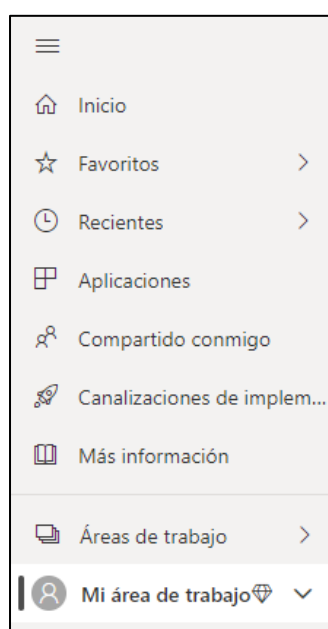 Inicio
Favoritos
Recientes
Aplicaciones
Compartido conmigo
Canalizaciones de implem...
Más información
Áreas de trabajo
Mi área de trabajo